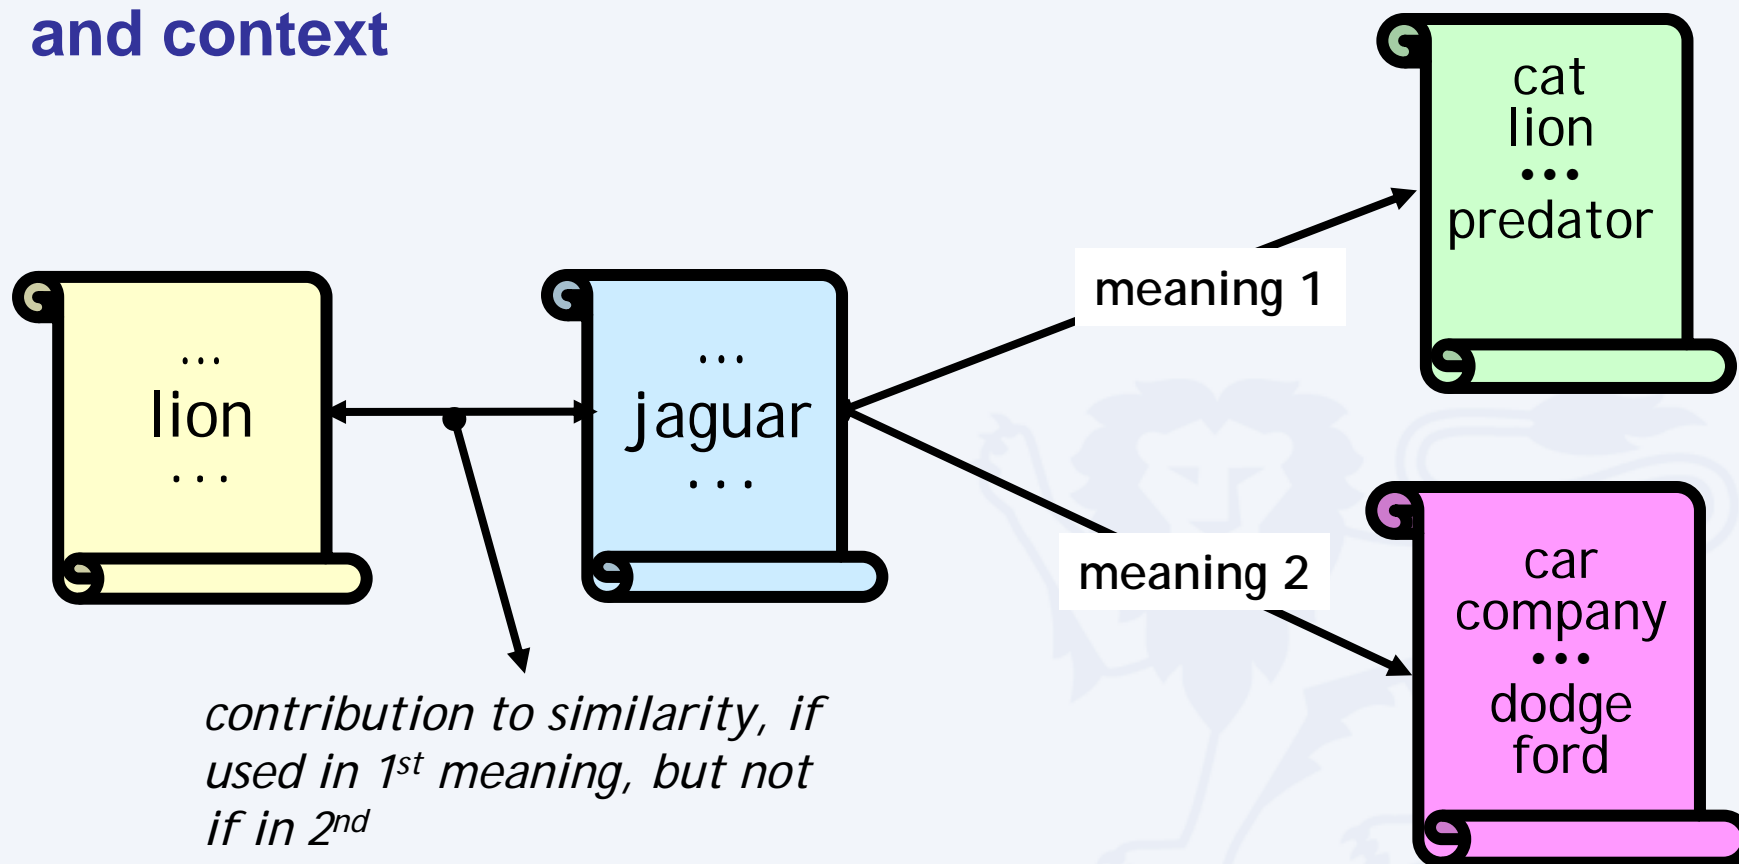 and context
cat
lion
•••
predator
meaning 1
...
lion
...
...
jaguar
...
meaning 2
car
company
•••
dodge
ford
contribution to similarity, if
used in 1st meaning, but not
if in 2nd